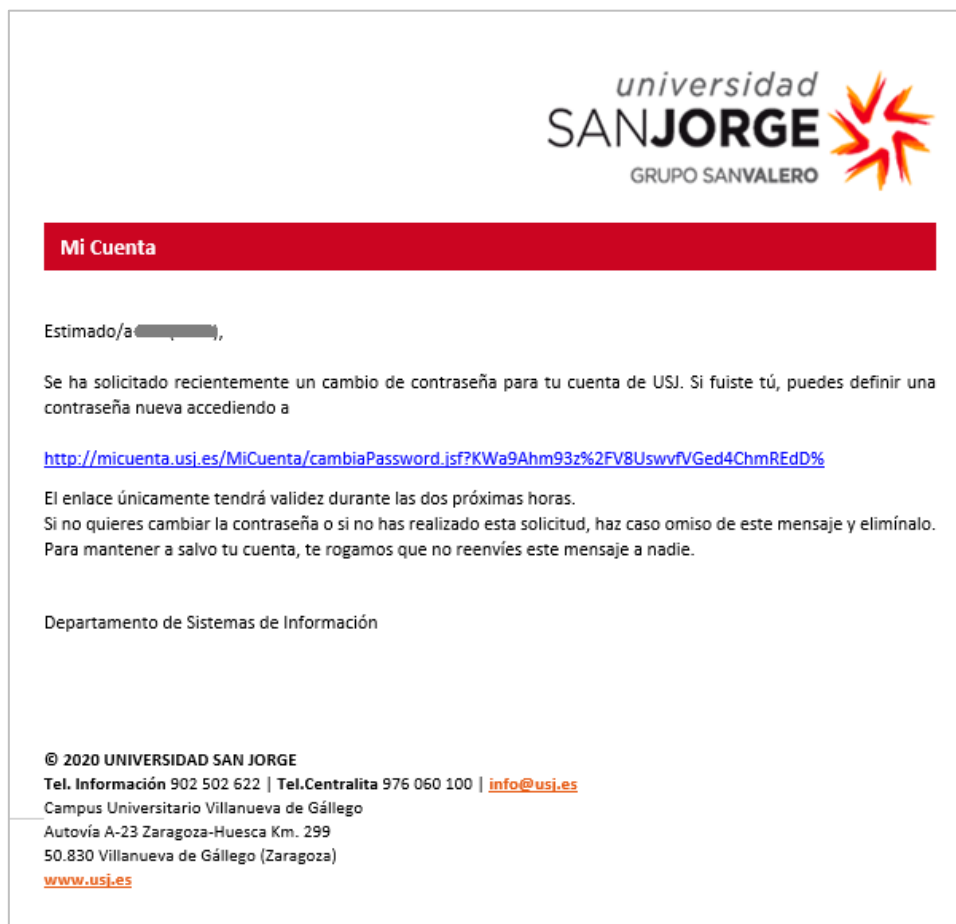 universidad
SANJORGE
GRUPO SANVALERO
Mi Cuenta
Estimado/a ,
Se ha solicitado recientemente un cambio de contraseña para tu cuenta de USJ. Si fuiste tú, puedes definir una
contraseña nueva accediendo a
http://micuenta.usj.es/MiCuenta/cambiaPassword.jsf?KWa9Ahm93z%2FV8UswvfVGed4ChmREdD%
El enlace únicamente tendrá validez durante las dos próximas horas.
Si no quieres cambiar la contraseña o si no has realizado esta solicitud, haz caso omiso de este mensaje y elimínalo.
Para mantener a salvo tu cuenta, te rogamos que no reenvíes este mensaje a nadie.
Departamento de Sistemas de Información
© 2020 UNIVERSIDAD SAN JORGE
Tel. Información 902 502 622 | Tel.Centralita 976 060 100 | info@usj.es
Campus Universitario Villanueva de Gállego
Autovía A-23 Zaragoza-Huesca Km. 299
50.830 Villanueva de Gállego (Zaragoza)
www.usj.es